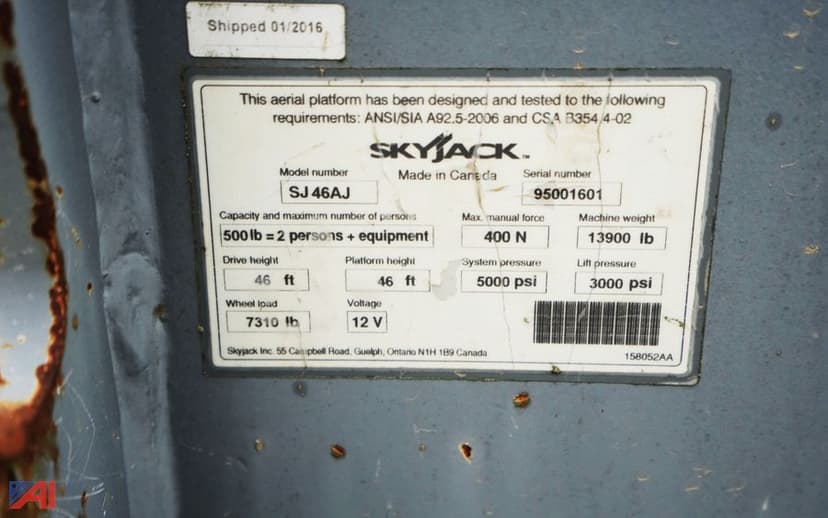 Shipped 01/2016
This aerial platform has been designed and tested to the following
requirements: ANSI/SIA A92.5-2006 and CSA B354.4-02
SKYJACK™
Model number Made in Canada Serial number
SJ 46AJ 95001601
Capacity and maximum number of persons Max. manual force Machine weight
500 lb = 2 persons + equipment 400 N 13900 lb
Drive height Platform height System pressure Lift pressure
46 ft 46 ft 5000 psi 3000 psi
Wheel load Voltage
7310 lb 12 V
Skyjack Inc. 55 Campbell Road, Guelph, Ontario N1H 1B9 Canada 158052AA
AI